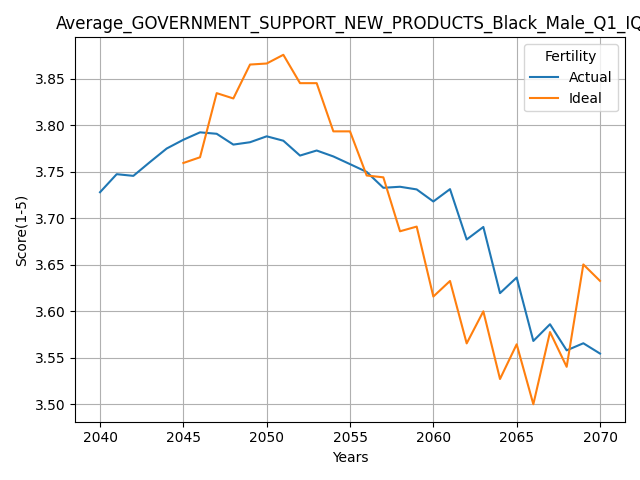 Average_GOVERNMENT_SUPPORT_NEW_PRODUCTS_Black_Male_Q1_IQ
Fertility
Actual
Ideal
Score(1-5)
3.85
3.80
3.75
3.70
3.65
3.60
3.55
3.50
2040 2045 2050 2055 2060 2065 2070
Years